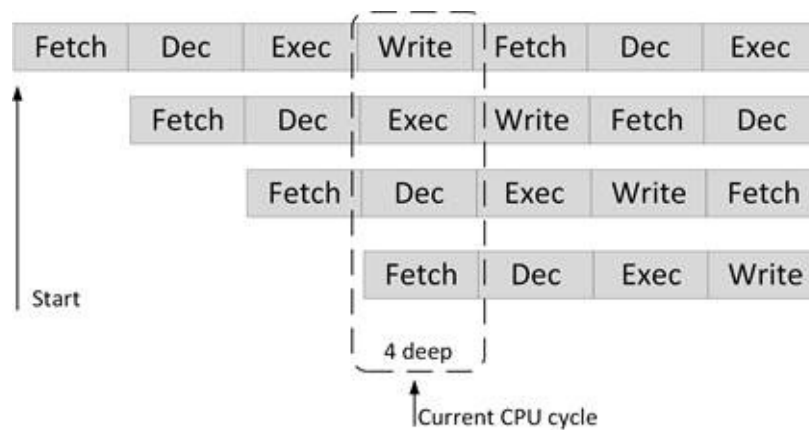 Fetch Dec Exec Write Fetch Dec Exec
Fetch Dec Exec Write Fetch Dec
Fetch Dec Exec Write Fetch
Fetch Dec Exec Write
Start
4 deep
Current CPU cycle